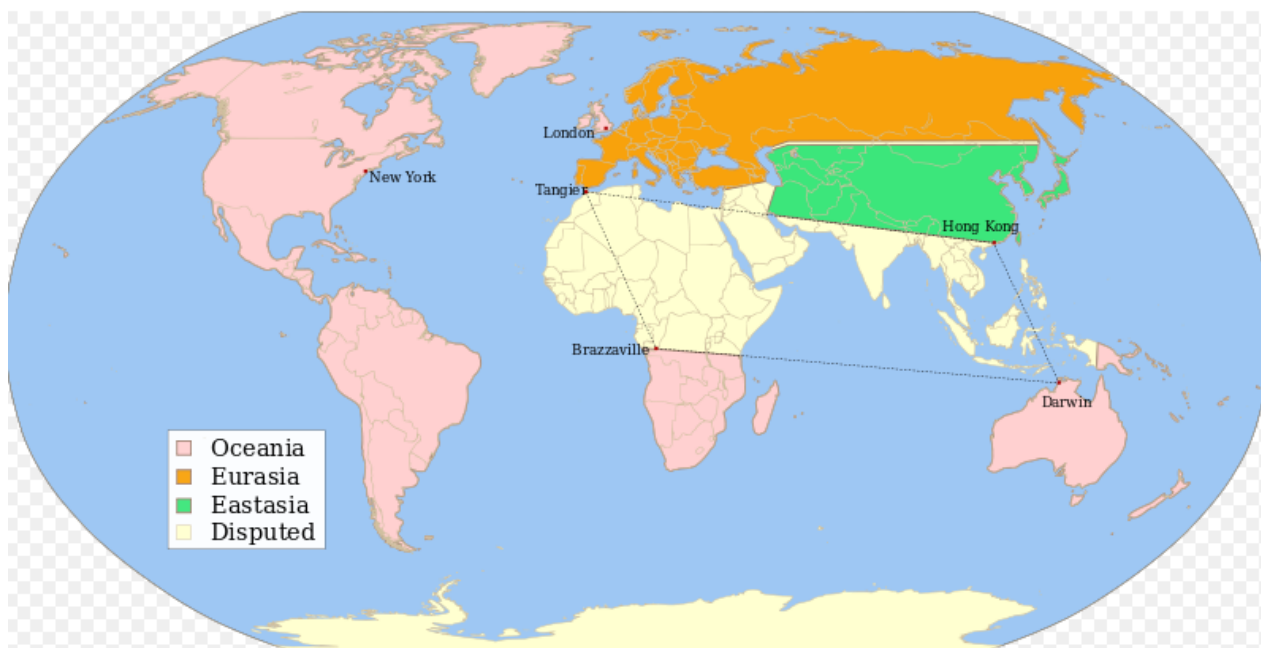 London
New York
Tangier
Hong Kong
Brazzaville
Darwin
Oceania
Eurasia
Eastasia
Disputed